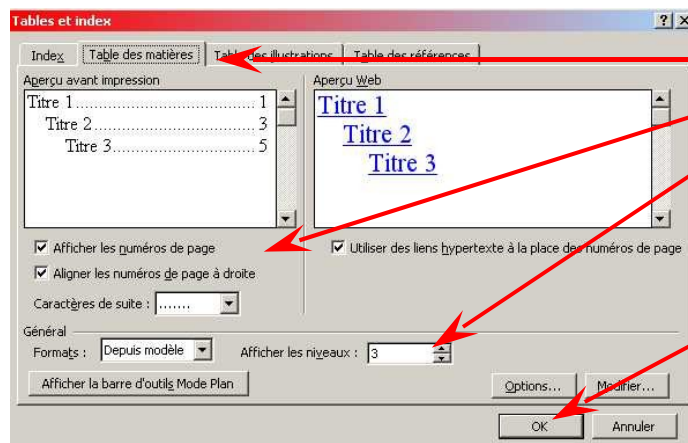 Tables et index
Index
Table des matières
Table des illustrations
Table des références
Aperçu avant impression
Titre 1.................................... 1
Titre 2................................ 3
Titre 3............................ 5
Aperçu Web
Titre 1
Titre 2
Titre 3
Afficher les numéros de page
Aligner les numéros de page à droite
Caractères de suite : .......
Utiliser des liens hypertexte à la place des numéros de page
Général
Formats : Depuis modèle
Afficher les niveaux : 3
Afficher la barre d'outils Mode Plan
Options...
Modifier...
OK
Annuler